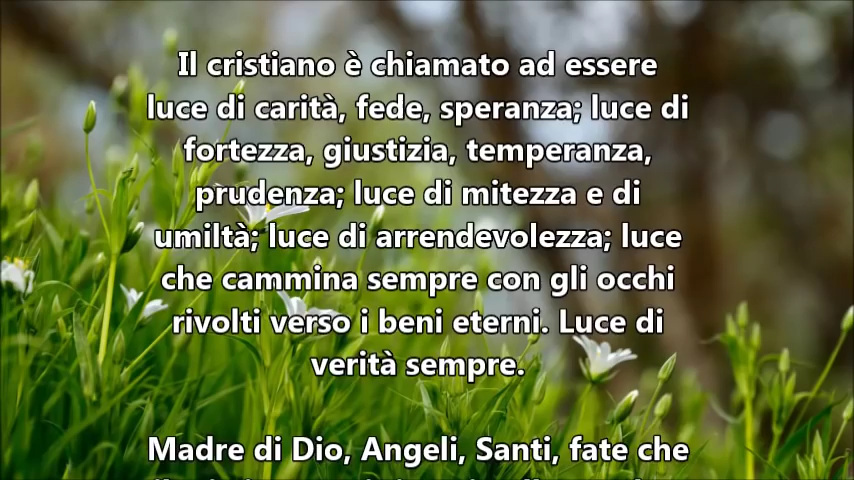 Il cristiano è chiamato ad essere
luce di carità, fede, speranza; luce di
fortezza, giustizia, temperanza,
prudenza; luce di mitezza e di
umiltà; luce di arrendevolezza; luce
che cammina sempre con gli occhi
rivolti verso i beni eterni. Luce di
verità sempre.
Madre di Dio, Angeli, Santi, fate che